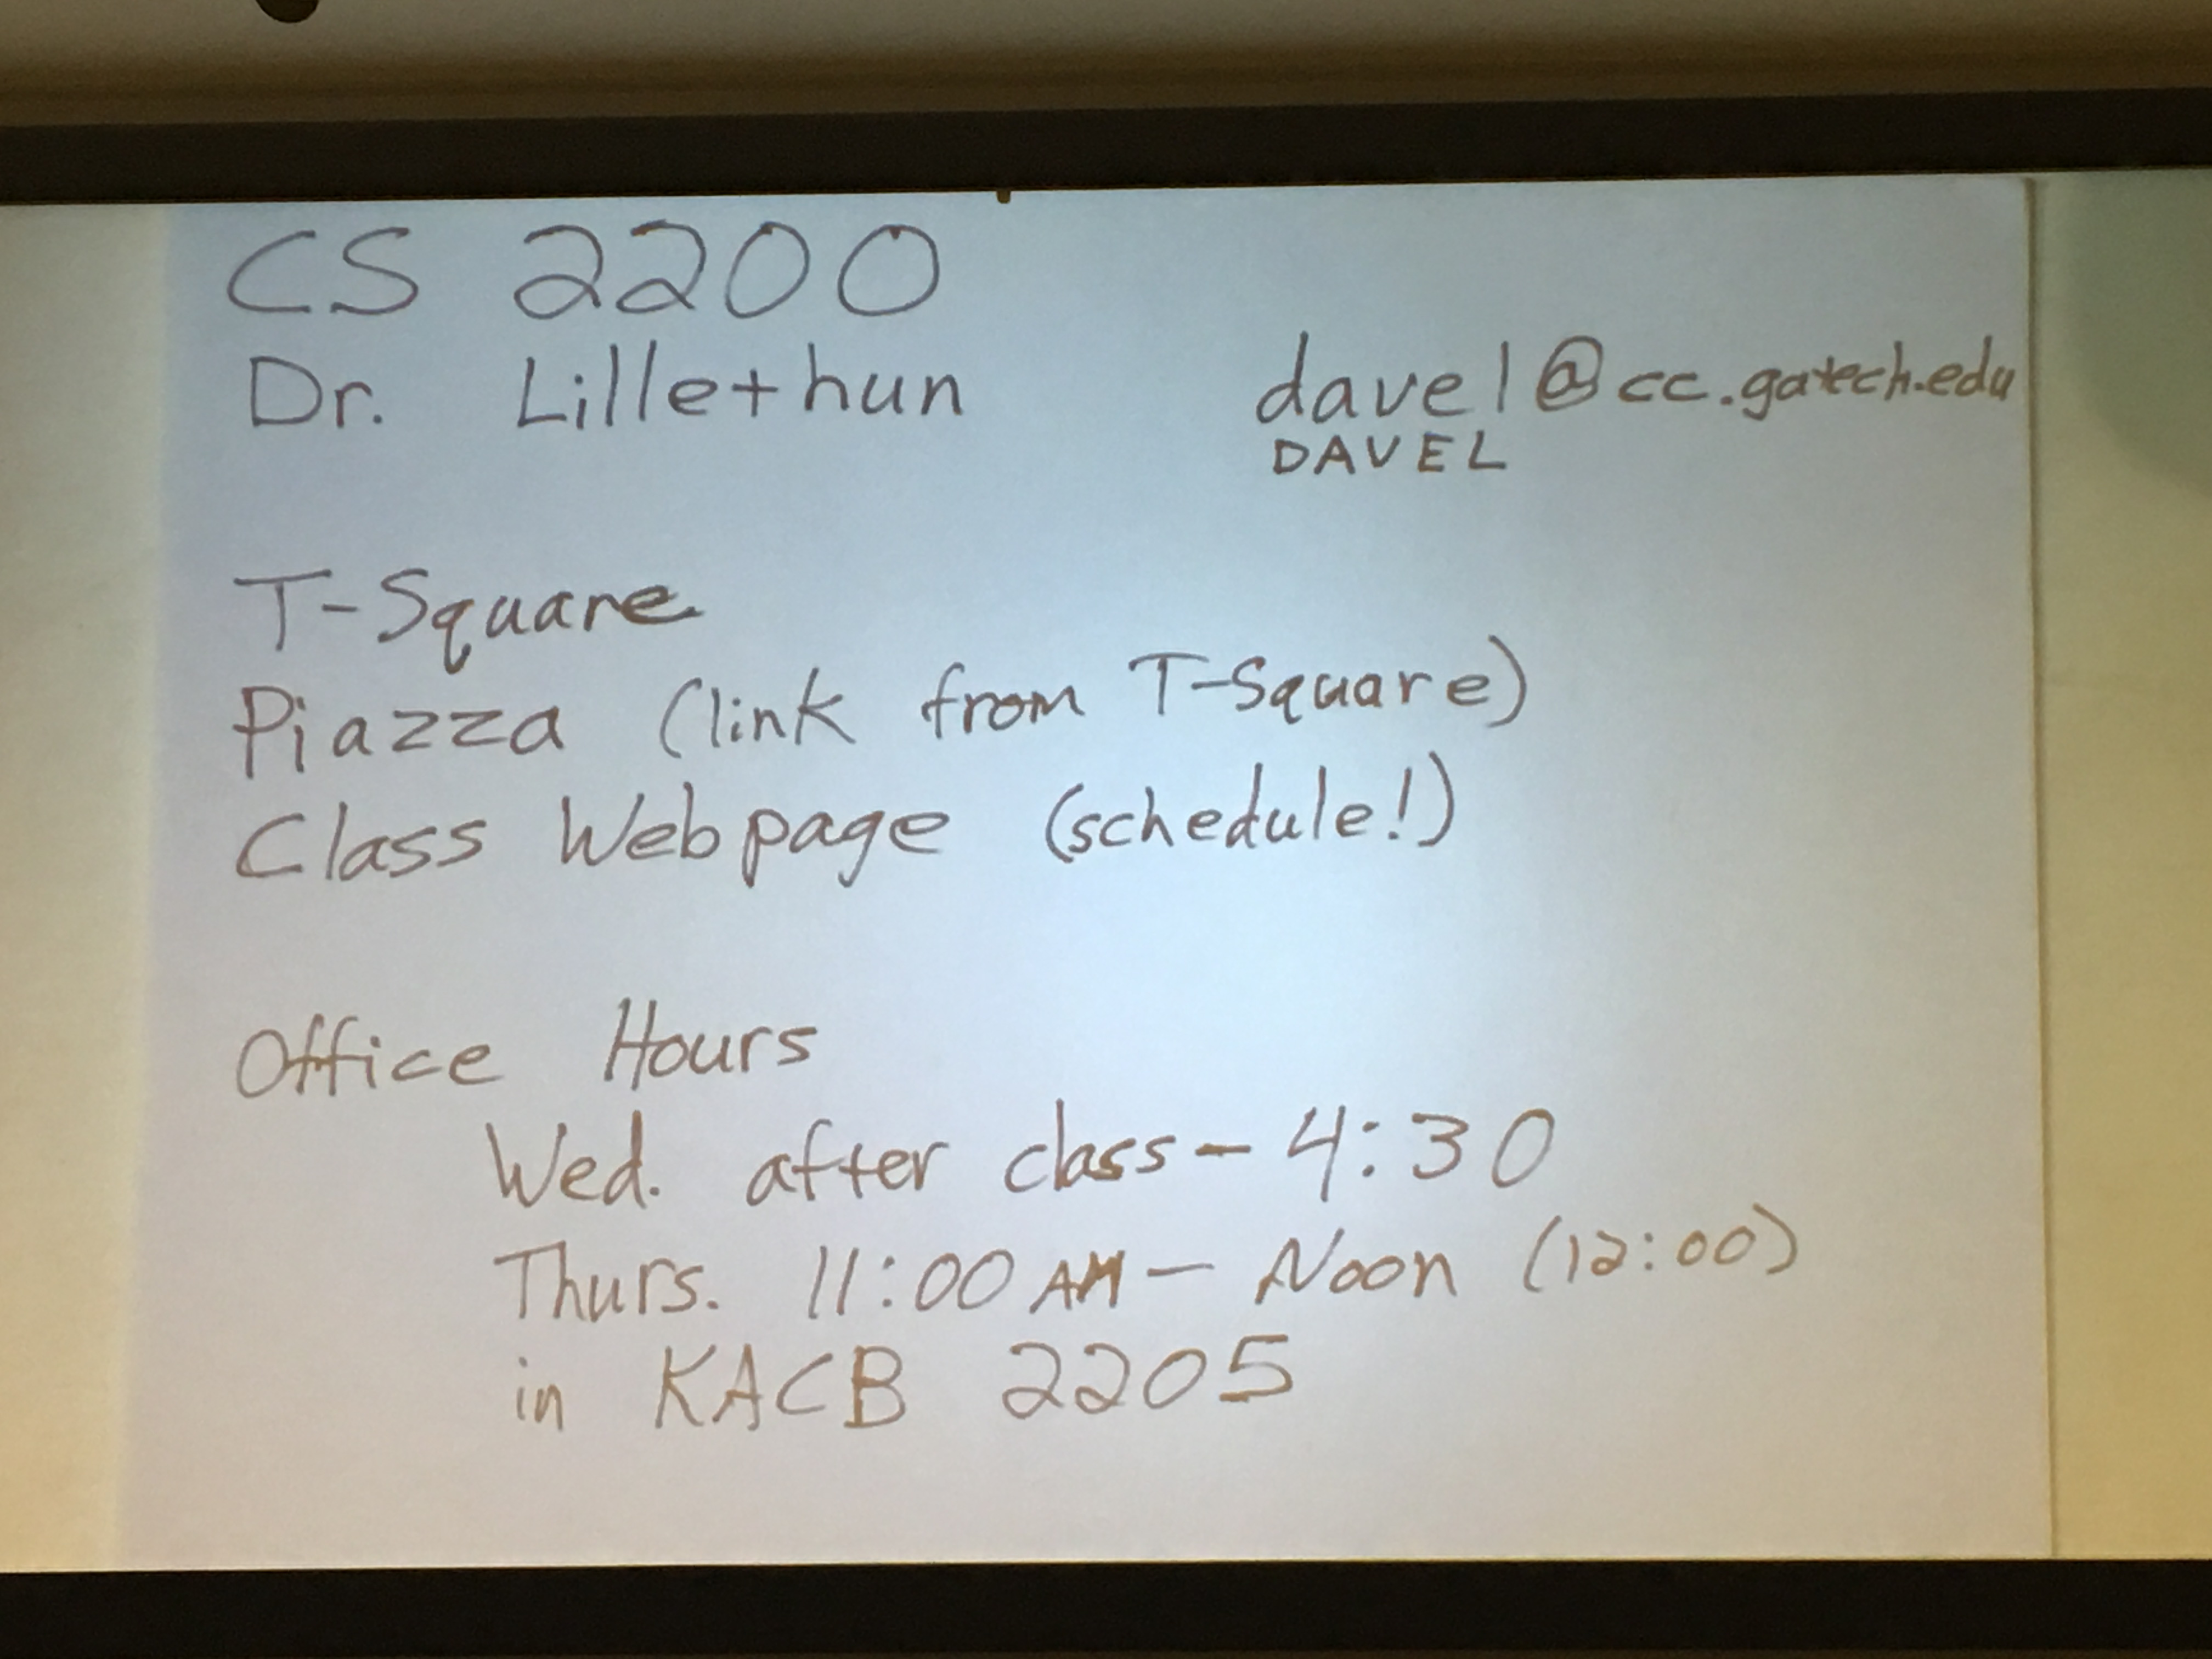 CS 2200
Dr. Lillethun davel@cc.gatech.edu
DAVEL
T-Square
Piazza (link from T-Square)
Class Webpage (schedule!)
Office Hours
Wed. after class - 4:30
Thurs. 11:00 AM - Noon (12:00)
in KACB 2205